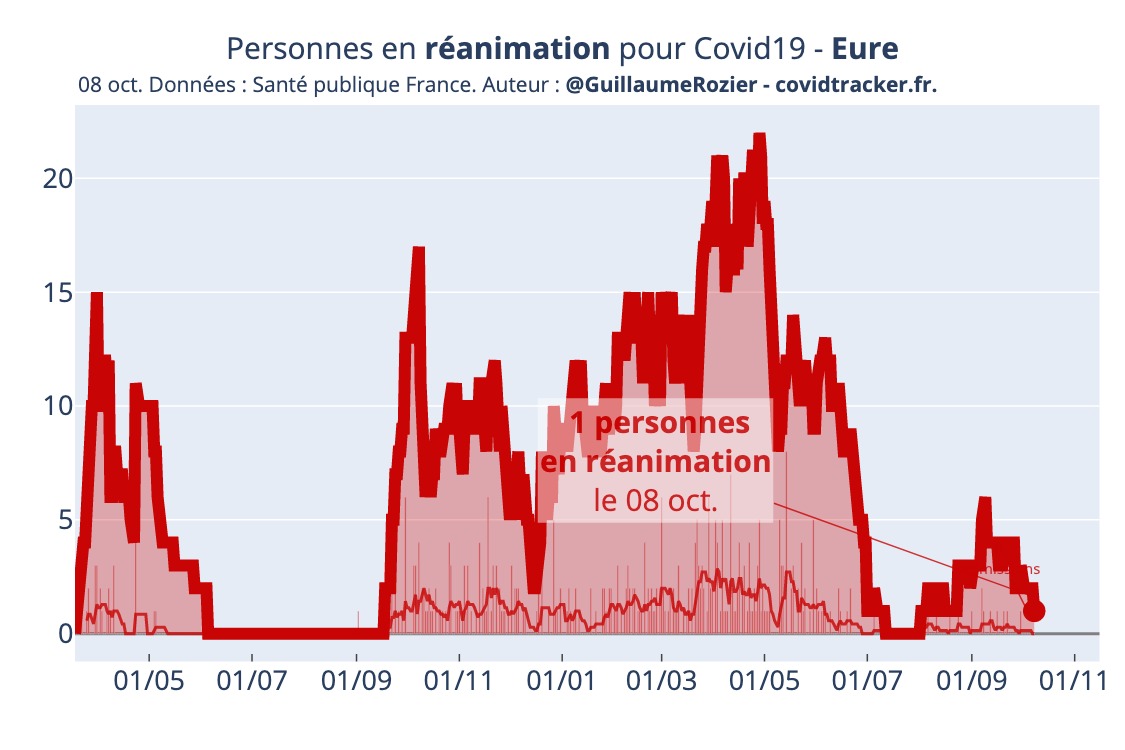 Personnes en réanimation pour Covid19 - Eure
08 oct. Données : Santé publique France. Auteur : @GuillaumeRozier - covidtracker.fr.
20
15
10
5
0
1 personnes
en réanimation
le 08 oct.
01/05 01/07 01/09 01/11 01/01 01/03 01/05 01/07 01/09 01/11